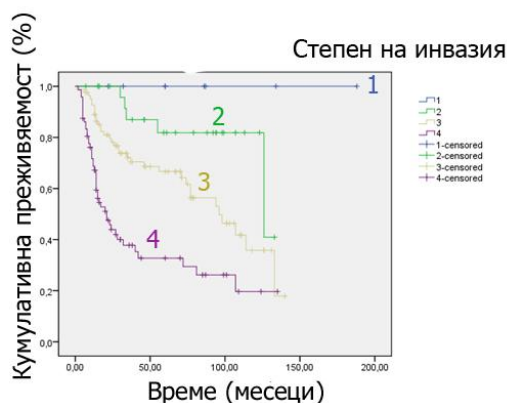 Степен на инвазия
Кумулативна преживяемост (%)
1,0
0,8
0,6
0,4
0,2
0,0
1
2
3
4
1
2
3
4
1-censored
2-censored
3-censored
4-censored
0,00
50,00
100,00
150,00
200,00
Време (месеци)